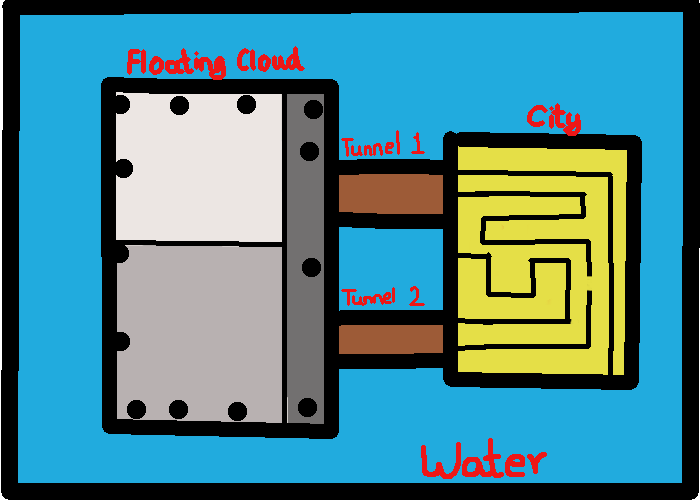 Floating Cloud
City
Tunnel 1
Tunnel 2
Water